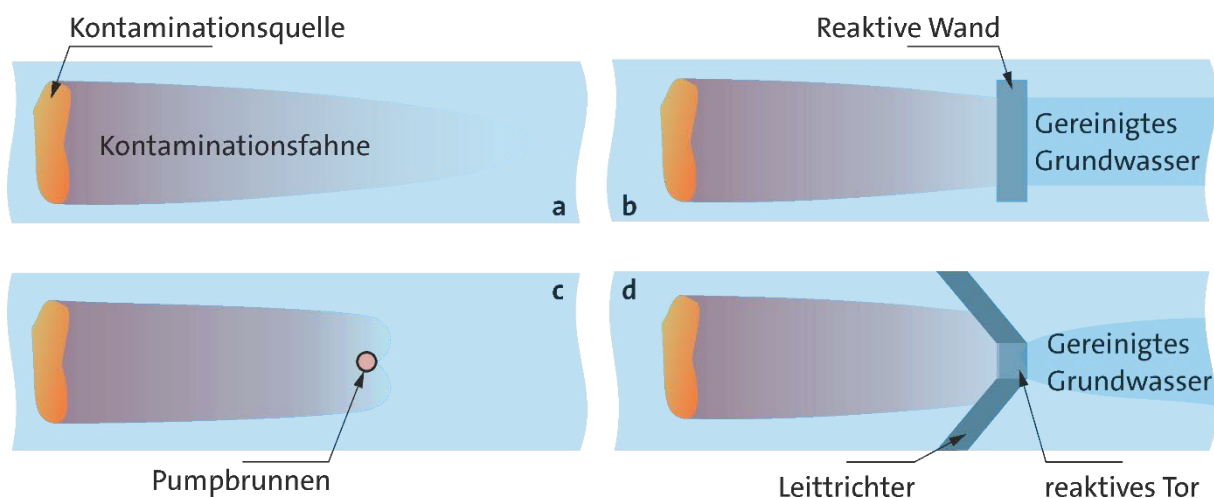 Kontaminationsquelle
Reaktive Wand
Kontaminationsfahne
a
Gereinigtes
Grundwasser
b
c
Pumpbrunnen
d
Gereinigtes
Grundwasser
Leittrichter
reaktives Tor